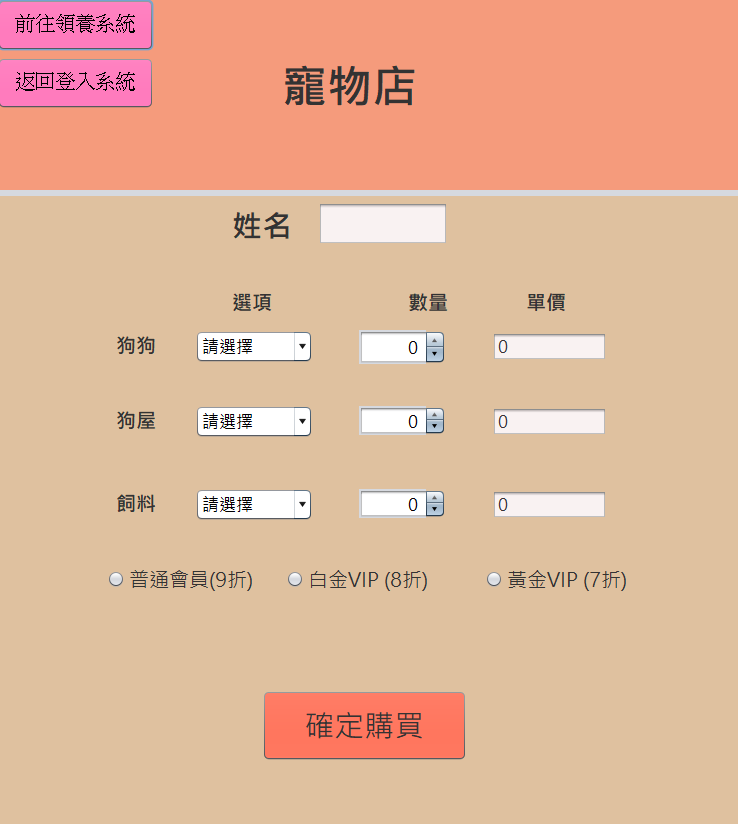 前往領養系統
返回登入系統
寵物店
姓名
選項 數量 單價
狗狗 請選擇 0 0
狗屋 請選擇 0 0
飼料 請選擇 0 0
普通會員(9折) 白金VIP (8折) 黃金VIP (7折)
確定購買